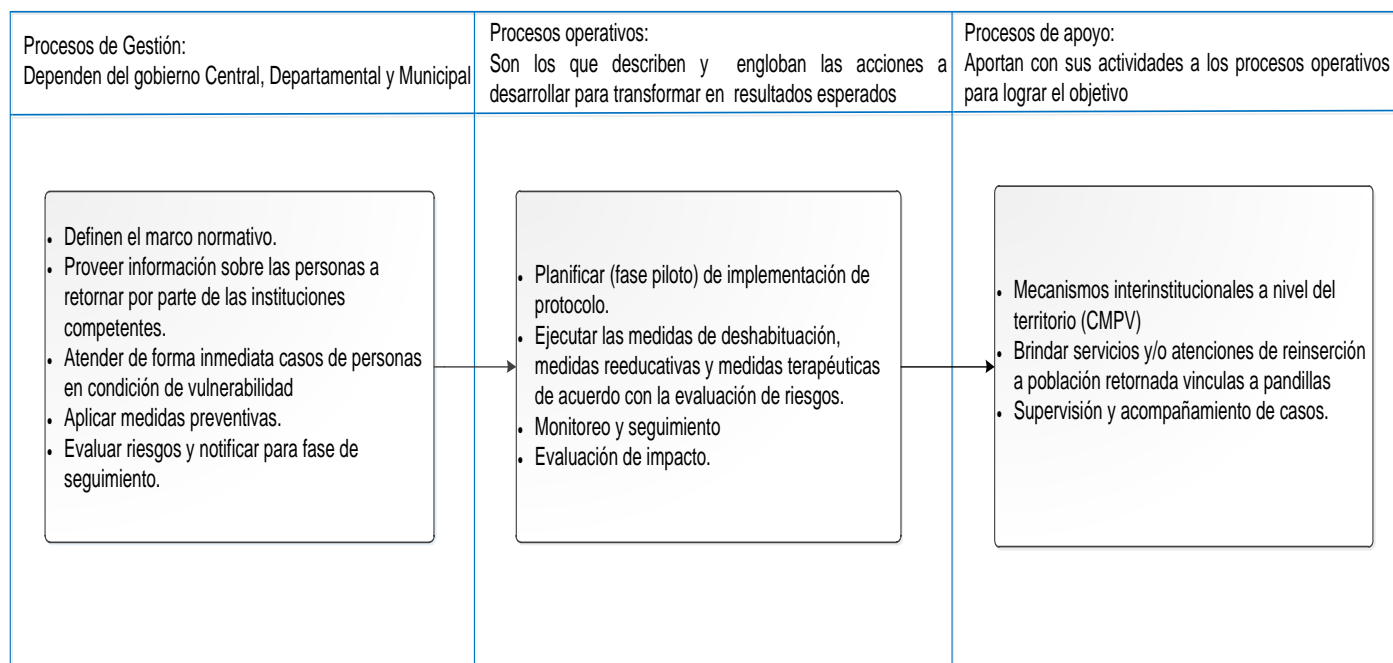 Procesos de Gestión:
Dependen del gobierno Central, Departamental y Municipal
Procesos operativos:
Son los que describen y engloban las acciones a
desarrollar para transformar en resultados esperados
Procesos de apoyo:
Aportan con sus actividades a los procesos operativos
para lograr el objetivo
• Definen el marco normativo.
• Proveer información sobre las personas a
retornar por parte de las instituciones
competentes.
• Atender de forma inmediata casos de personas
en condición de vulnerabilidad
• Aplicar medidas preventivas.
• Evaluar riesgos y notificar para fase de
seguimiento.
• Planificar (fase piloto) de implementación de
protocolo.
• Ejecutar las medidas de deshabituación,
medidas reeducativas y medidas terapéuticas
de acuerdo con la evaluación de riesgos.
• Monitoreo y seguimiento
• Evaluación de impacto.
• Mecanismos interinstitucionales a nivel del
territorio (CMPV)
• Brindar servicios y/o atenciones de reinserción
a población retornada vinculas a pandillas
• Supervisión y acompañamiento de casos.